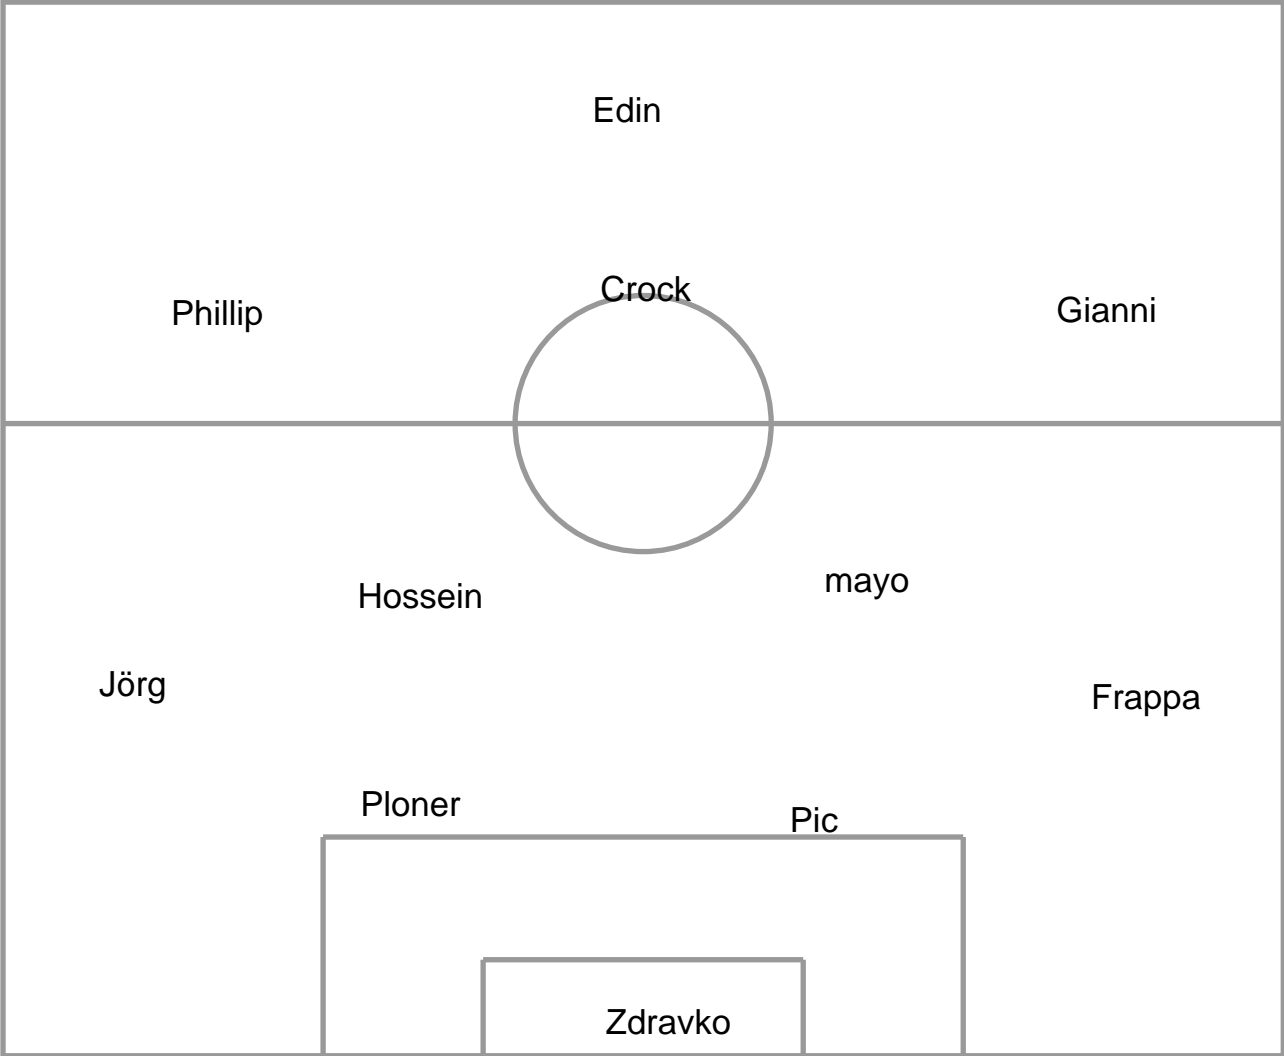 Edin
Crock
Phillip
Gianni
Hossein
mayo
Jörg
Frappa
Ploner
Pic
Zdravko